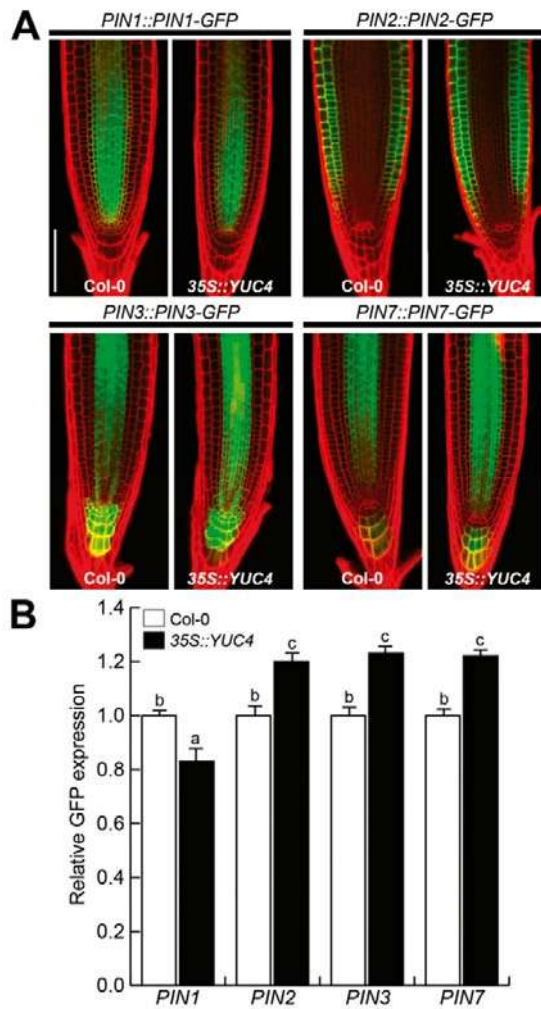 A
PIN1::PIN1-GFP PIN2::PIN2-GFP
Col-0 35S::YUC4 Col-0 35S::YUC4
PIN3::PIN3-GFP PIN7::PIN7-GFP
Col-0 35S::YUC4 Col-0 35S::YUC4
B
Relative GFP expression
1.4
1.2
1.0
0.8
0.6
0.4
0.2
0.0
Col-0
35S::YUC4
b a b c b c b c
PIN1 PIN2 PIN3 PIN7